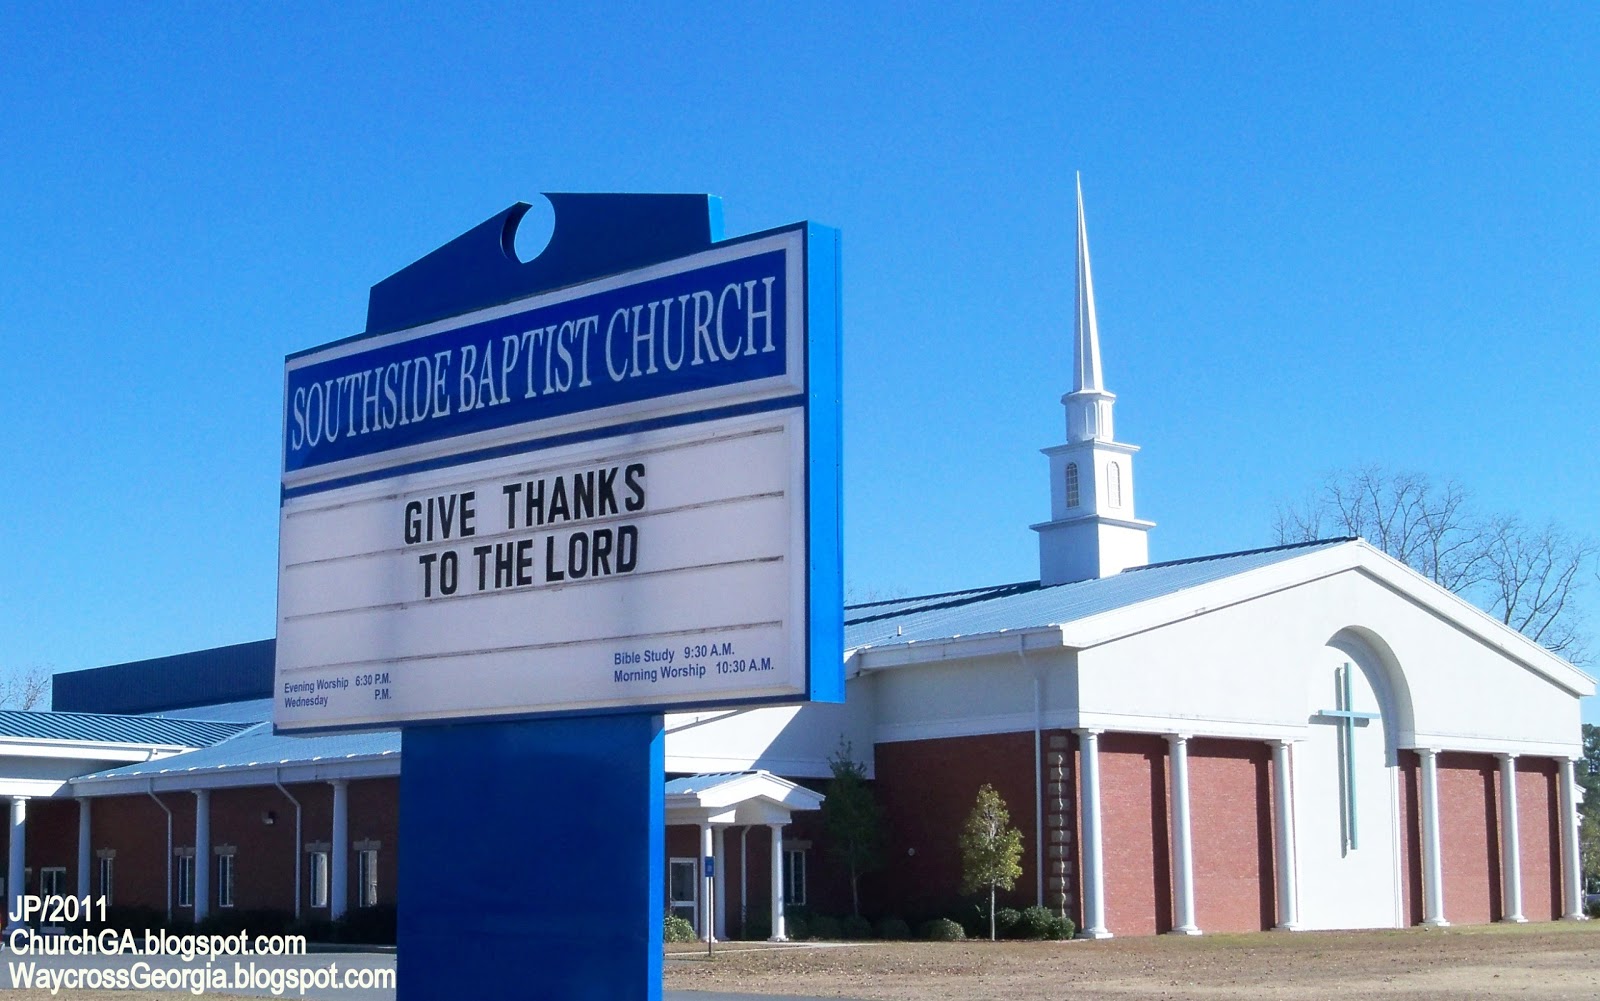 SOUTHSIDE BAPTIST CHURCH
GIVE THANKS
TO THE LORD
Evening Worship 6:30 P.M.
Wednesday P.M.
Bible Study 9:30 A.M.
Morning Worship 10:30 A.M.
JP/2011
ChurchGA.blogspot.com
WaycrossGeorgia.blogspot.com